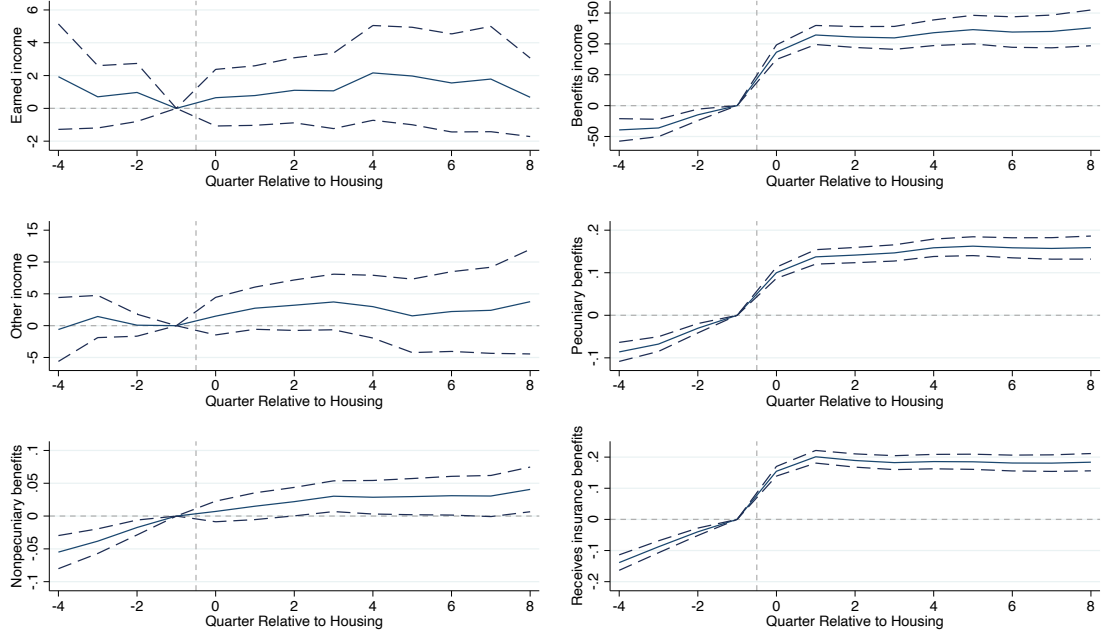 Earned income
6
4
2
0
-2
-4 -2 0 2 4 6 8
Quarter Relative to Housing
Benefits income
150
100
50
0
-50
-4 -2 0 2 4 6 8
Quarter Relative to Housing
Other income
15
10
5
0
-5
-4 -2 0 2 4 6 8
Quarter Relative to Housing
Pecuniary benefits
.2
.1
0
-.1
-4 -2 0 2 4 6 8
Quarter Relative to Housing
Nonpecuniary benefits
.1
.05
0
-.05
-.1
-4 -2 0 2 4 6 8
Quarter Relative to Housing
Receives insurance benefits
.2
.1
0
-.1
-.2
-4 -2 0 2 4 6 8
Quarter Relative to Housing